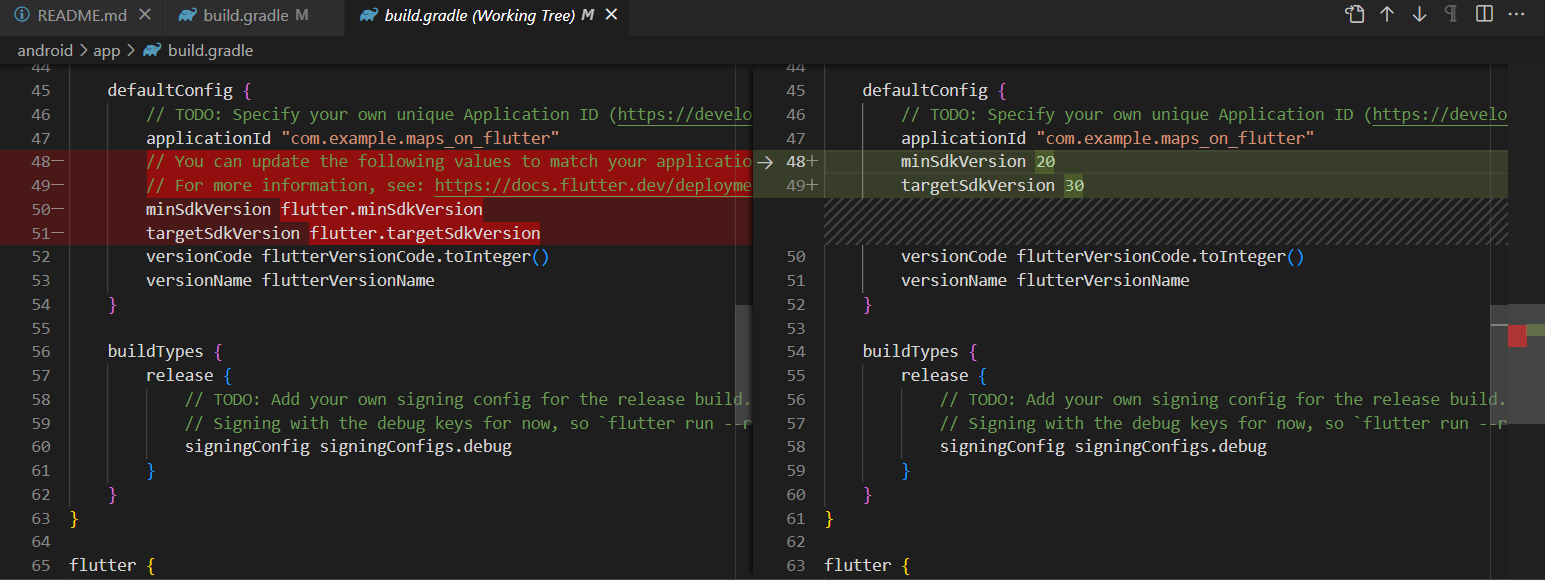 README.md
build.gradle M
build.gradle (Working Tree) M
android > app > build.gradle
44
45 defaultConfig {
46 // TODO: Specify your own unique Application ID (https://develo
47 applicationId "com.example.maps_on_flutter"
48— // You can update the following values to match your applicatio
49— // For more information, see: https://docs.flutter.dev/deployme
50— minSdkVersion flutter.minSdkVersion
51— targetSdkVersion flutter.targetSdkVersion
52 versionCode flutterVersionCode.toInteger()
53 versionName flutterVersionName
54 }
55
56 buildTypes {
57 release {
58 // TODO: Add your own signing config for the release build.
59 // Signing with the debug keys for now, so `flutter run --r
60 signingConfig signingConfigs.debug
61 }
62 }
63 }
64
65 flutter {
44
45 defaultConfig {
46 // TODO: Specify your own unique Application ID (https://develo
47 applicationId "com.example.maps_on_flutter"
48+ minSdkVersion 20
49+ targetSdkVersion 30
50 versionCode flutterVersionCode.toInteger()
51 versionName flutterVersionName
52 }
53
54 buildTypes {
55 release {
56 // TODO: Add your own signing config for the release build.
57 // Signing with the debug keys for now, so `flutter run --r
58 signingConfig signingConfigs.debug
59 }
60 }
61 }
62
63 flutter {